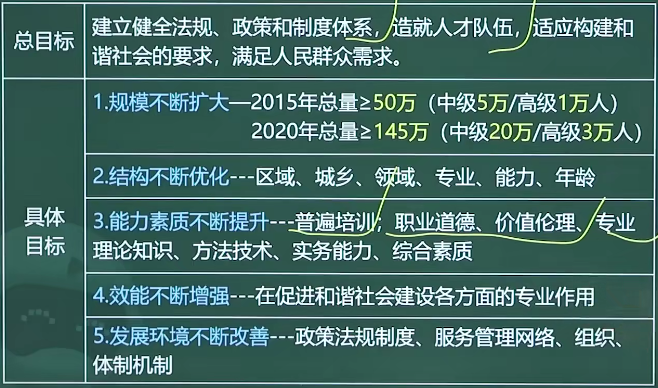 总目标
建立健全法规、政策和制度体系，造就人才队伍，适应构建和
谐社会的要求，满足人民群众需求。
具体
目标
1.规模不断扩大—2015年总量≥50万（中级5万/高级1万人）
2020年总量≥145万（中级20万/高级3万人）
2.结构不断优化---区域、城乡、领域、专业、能力、年龄
3.能力素质不断提升---普遍培训；职业道德、价值伦理、专业
理论知识、方法技术、实务能力、综合素质
4.效能不断增强---在促进和谐社会建设各方面的专业作用
5.发展环境不断改善---政策法规制度、服务管理网络、组织、
体制机制